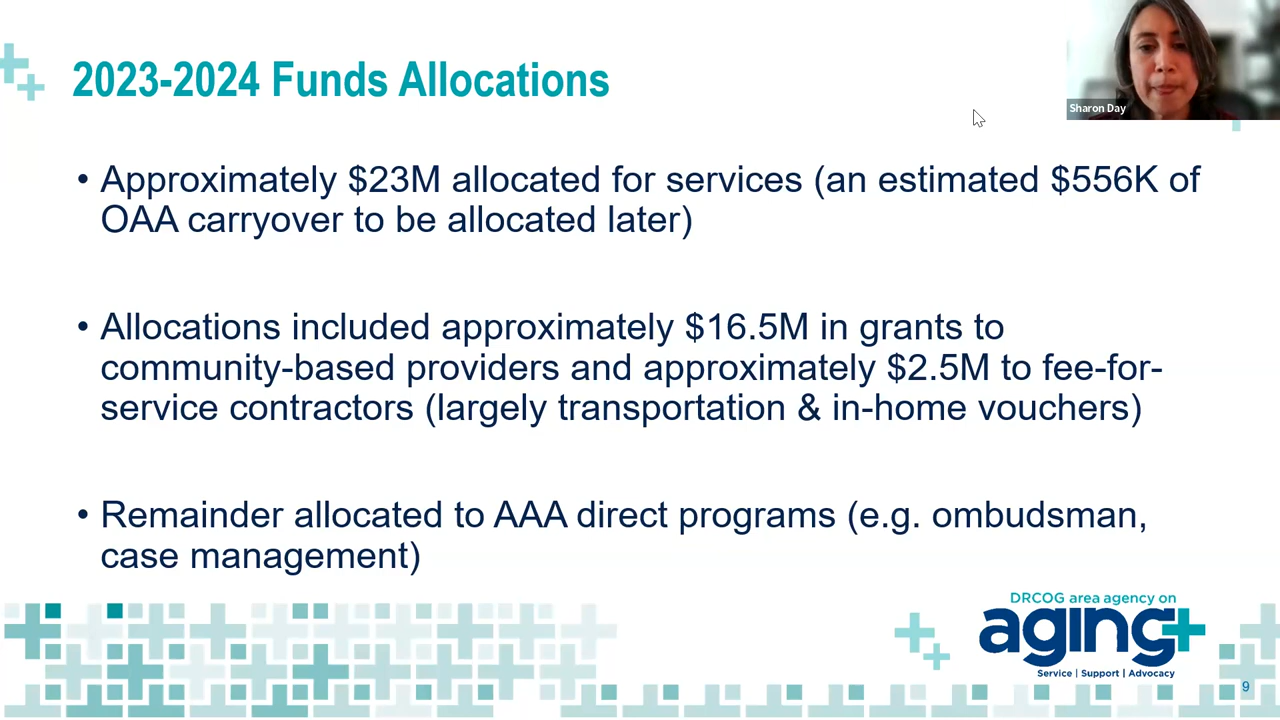 2023-2024 Funds Allocations
Sharon Day
• Approximately $23M allocated for services (an estimated $556K of
OAA carryover to be allocated later)
• Allocations included approximately $16.5M in grants to
community-based providers and approximately $2.5M to fee-for-
service contractors (largely transportation & in-home vouchers)
• Remainder allocated to AAA direct programs (e.g. ombudsman,
case management)
DRCOG area agency on
aging+
Service | Support | Advocacy
9